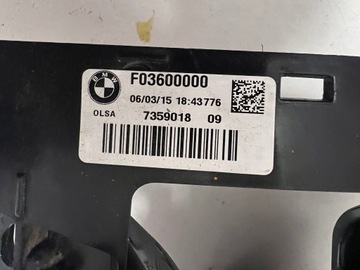 BMW
F03600000
06/03/15 18:43776
OLSA
7359018 09